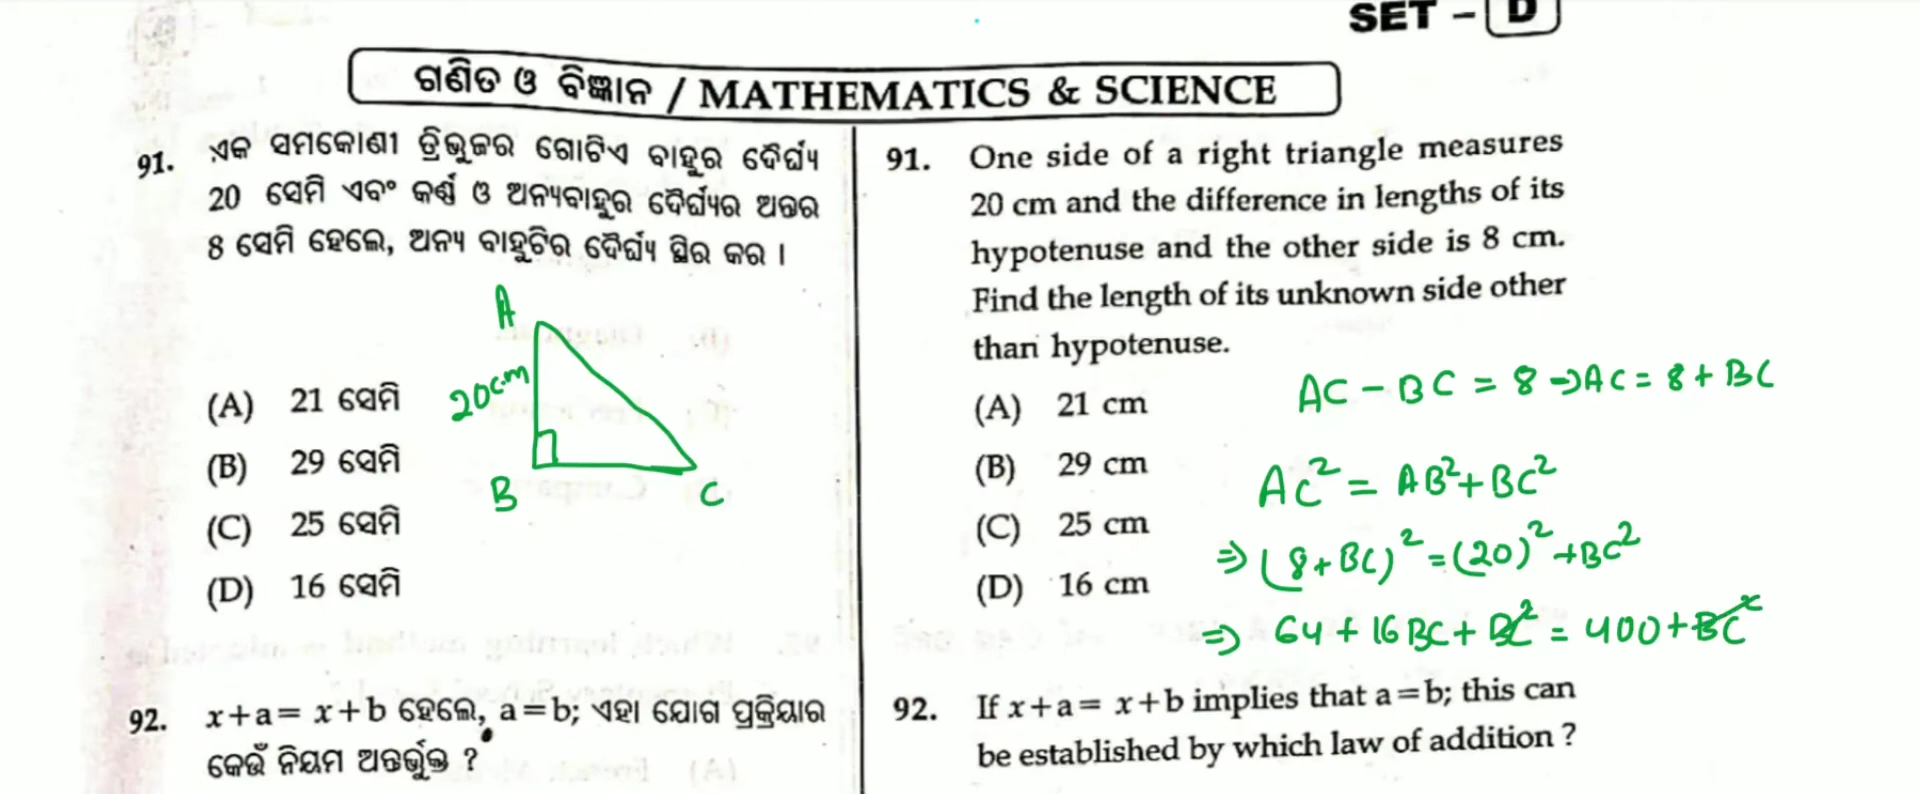 SET - D
ଗଣିତ ଓ ବିଜ୍ଞାନ / MATHEMATICS & SCIENCE
91. ଏକ ସମକୋଣୀ ତ୍ରିଭୁଜର ଗୋଟିଏ ବାହୁର ଦୈର୍ଘ୍ୟ
20 ସେମି ଏବଂ କର୍ଣ୍ଣ ଓ ଅନ୍ୟବାହୁର ଦୈର୍ଘ୍ୟର ଅନ୍ତର
8 ସେମି ହେଲେ, ଅନ୍ୟ ବାହୁଟିର ଦୈର୍ଘ୍ୟ ସ୍ଥିର କର ।
A
20c.m
B
C
(A) 21 ସେମି
(B) 29 ସେମି
(C) 25 ସେମି
(D) 16 ସେମି
92. x+a= x+b ହେଲେ, a=b; ଏହା ଯୋଗ ପ୍ରକ୍ରିୟାର
କେଉଁ ନିୟମ ଅନ୍ତର୍ଭୁକ୍ତ ?
91. One side of a right triangle measures
20 cm and the difference in lengths of its
hypotenuse and the other side is 8 cm.
Find the length of its unknown side other
than hypotenuse.
(A) 21 cm
(B) 29 cm
(C) 25 cm
(D) 16 cm
AC - BC = 8 ⇒ AC = 8 + BC
AC² = AB² + BC²
⇒ (8 + BC)² = (20)² + BC²
⇒ 64 + 16 BC + BC² = 400 + BC²
92. If x+a= x+b implies that a=b; this can
be established by which law of addition ?